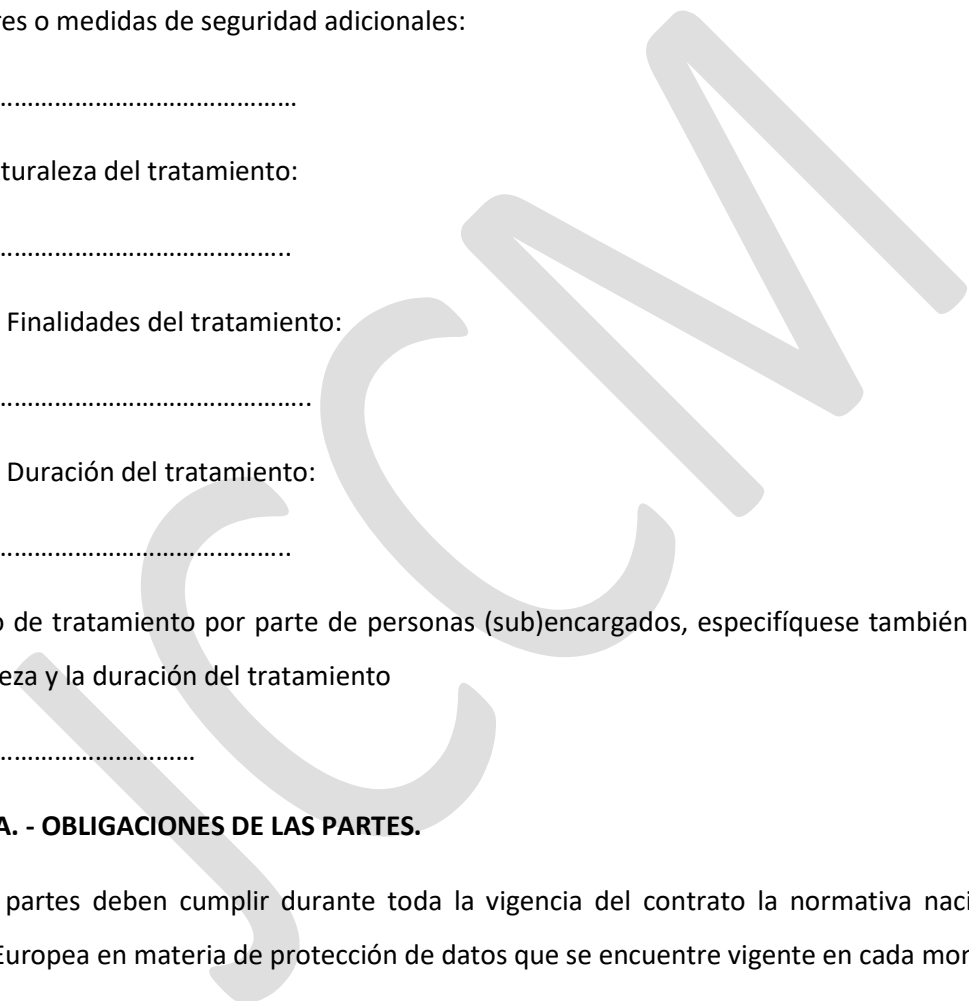 res o medidas de seguridad adicionales:
……………………………………………
turaleza del tratamiento:
…………………………………………..
Finalidades del tratamiento:
……………………………………………..
Duración del tratamiento:
…………………………………………..
o de tratamiento por parte de personas (sub)encargados, especifíquese también
eza y la duración del tratamiento
……………………………
A. - OBLIGACIONES DE LAS PARTES.
partes deben cumplir durante toda la vigencia del contrato la normativa naci
Europea en materia de protección de datos que se encuentre vigente en cada mor
JCCM